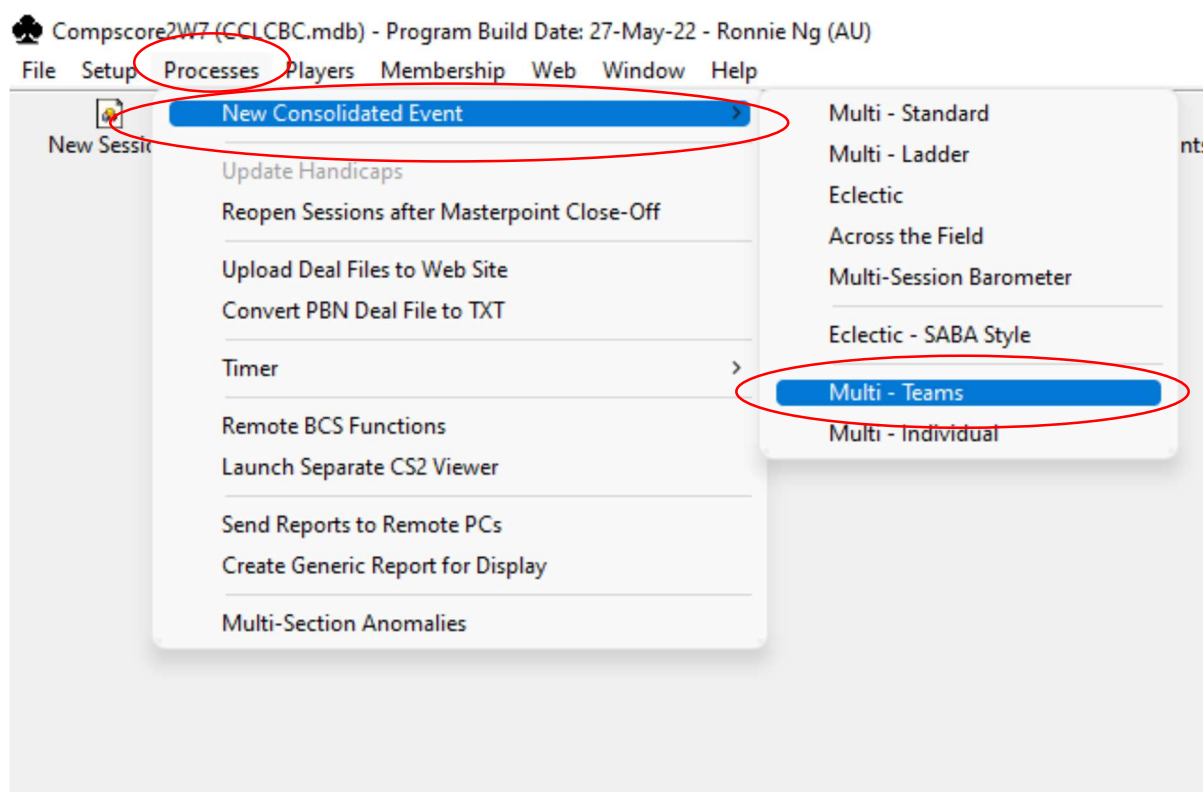 Compscore2W7 (CCLCBC.mdb) - Program Build Date: 27-May-22 - Ronnie Ng (AU)
File Setup Processes Players Membership Web Window Help
New Consolidated Event
Multi - Standard
New Sessio
nts
Multi - Ladder
Update Handicaps
Eclectic
Reopen Sessions after Masterpoint Close-Off
Across the Field
Upload Deal Files to Web Site
Multi-Session Barometer
Convert PBN Deal File to TXT
Eclectic - SABA Style
Timer
Multi - Teams
Remote BCS Functions
Multi - Individual
Launch Separate CS2 Viewer
Send Reports to Remote PCs
Create Generic Report for Display
Multi-Section Anomalies